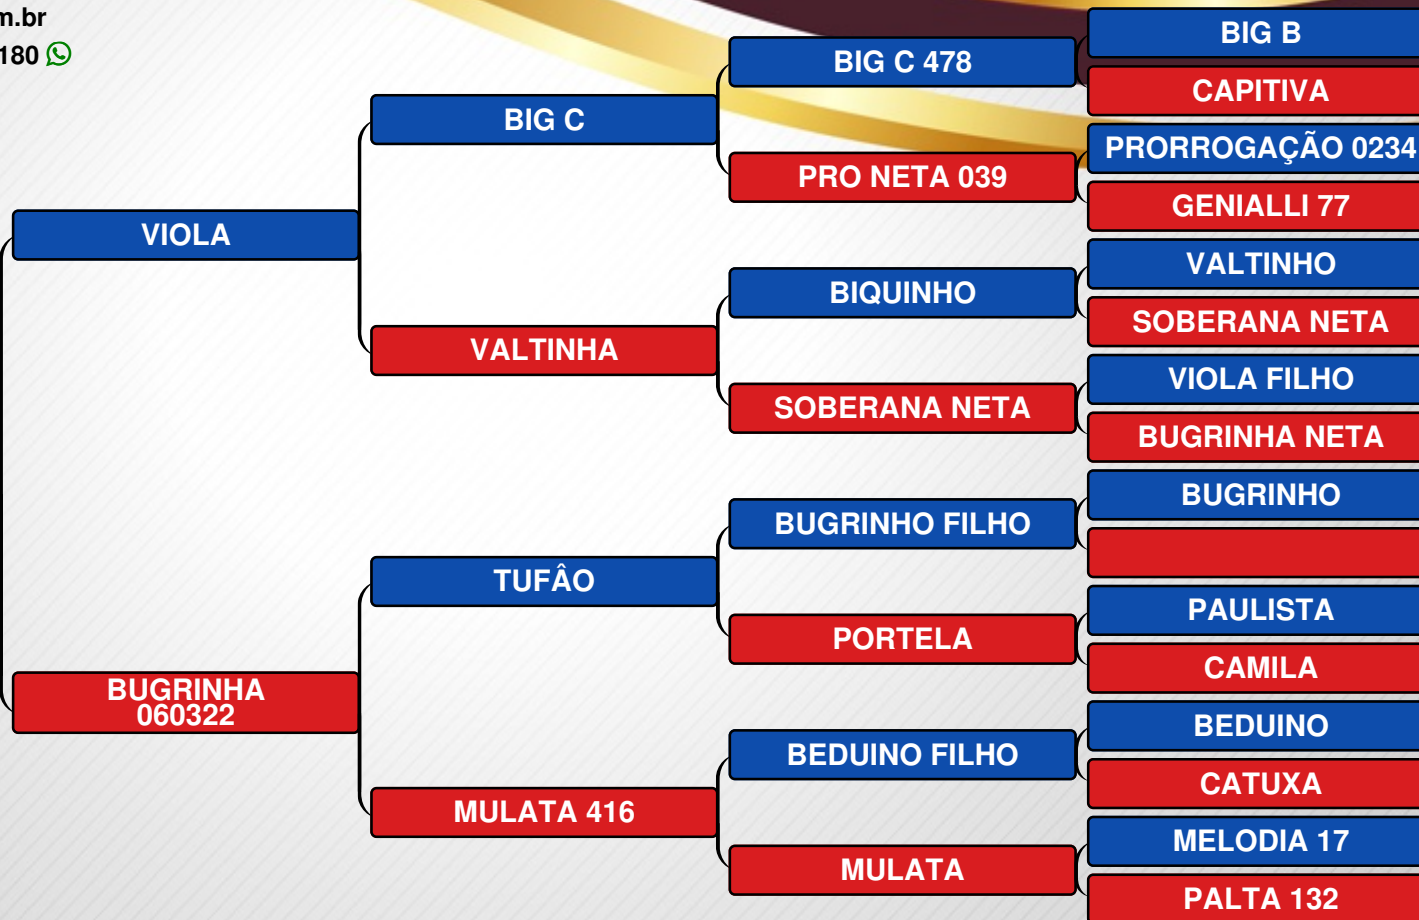 m.br
180
BIG B
BIG C 478
CAPITIVA
BIG C
PRORROGAÇÃO 0234
PRO NETA 039
GENIALLI 77
VIOLA
VALTINHO
BIQUINHO
SOBERANA NETA
VALTINHA
VIOLA FILHO
SOBERANA NETA
BUGRINHA NETA
BUGRINHO
BUGRINHO FILHO
TUFÂO
PAULISTA
PORTELA
CAMILA
BUGRINHA
060322
BEDUINO
BEDUINO FILHO
CATUXA
MULATA 416
MELODIA 17
MULATA
PALTA 132